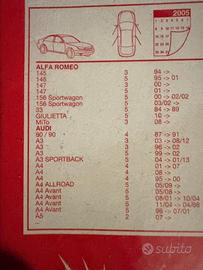 2005
ALFA ROMEO
145 3 94 →
146 5 95 → 01
147 3 00 →
147 5 00 →
156 Sportwagon 5 00 → 02/02
156 Sportwagon 5 03/02 →
33 5 84 → 89
GIULIETTA 5 10 →
MiTo 3 08 →
AUDI
80 / 90 4 87 → 91
A3 3 03 → 08/12
A3 3 96 → 02
A3 5 99 → 02
A3 SPORTBACK 5 04 → 01/13
A4 4 07 →
A4 4 08 →
A4 4 95 → 00
A4 ALLROAD 5 09 →
A4 Avant 5 05/09 →
A4 Avant 5 08/01 → 10/04
A4 Avant 5 11/04 → 04/08
A4 Avant 5 96 → 07/01
A5 2 07 →
subito